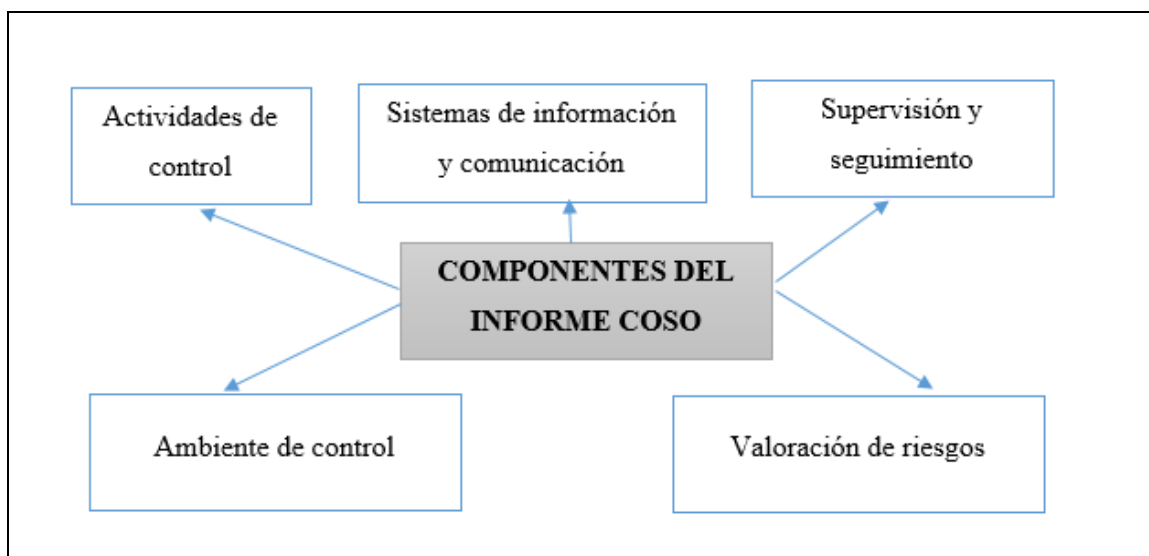 Actividades de
control
Sistemas de información
y comunicación
Supervisión y
seguimiento
COMPONENTES DEL
INFORME COSO
Ambiente de control
Valoración de riesgos